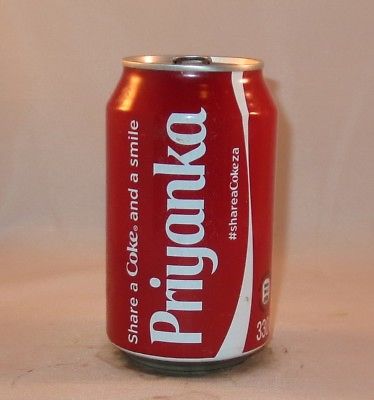 Share a Coke® and a smile
Priyanka
#shareaCokeza
330